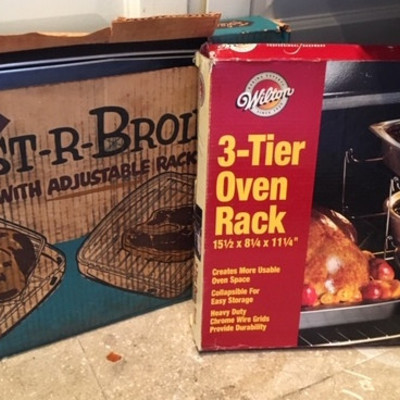 ST-R-BROIL
WITH ADJUSTABLE RACK
Wilton
3-Tier
Oven
Rack
15½ x 8¼ x 11¼"
Creates More Usable
Oven Space
Collapsible For
Easy Storage
Heavy Duty
Chrome Wire Grids
Provide Durability